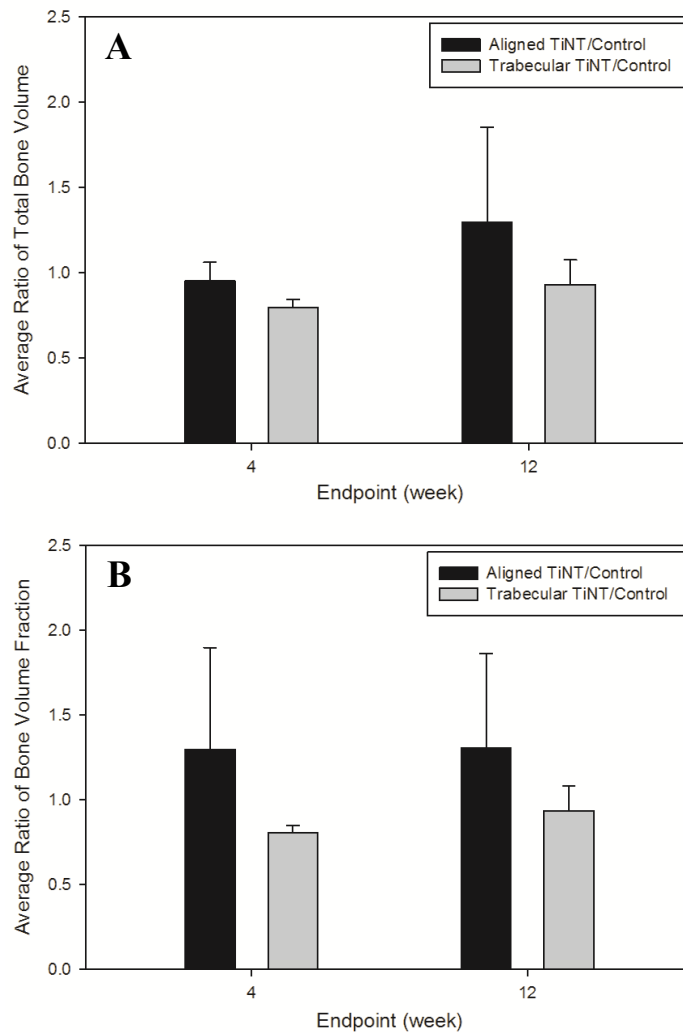 A
Aligned TiNT/Control
Trabecular TiNT/Control
Average Ratio of Total Bone Volume
2.5
2.0
1.5
1.0
0.5
0.0
4
12
Endpoint (week)
B
Aligned TiNT/Control
Trabecular TiNT/Control
Average Ratio of Bone Volume Fraction
2.5
2.0
1.5
1.0
0.5
0.0
4
12
Endpoint (week)